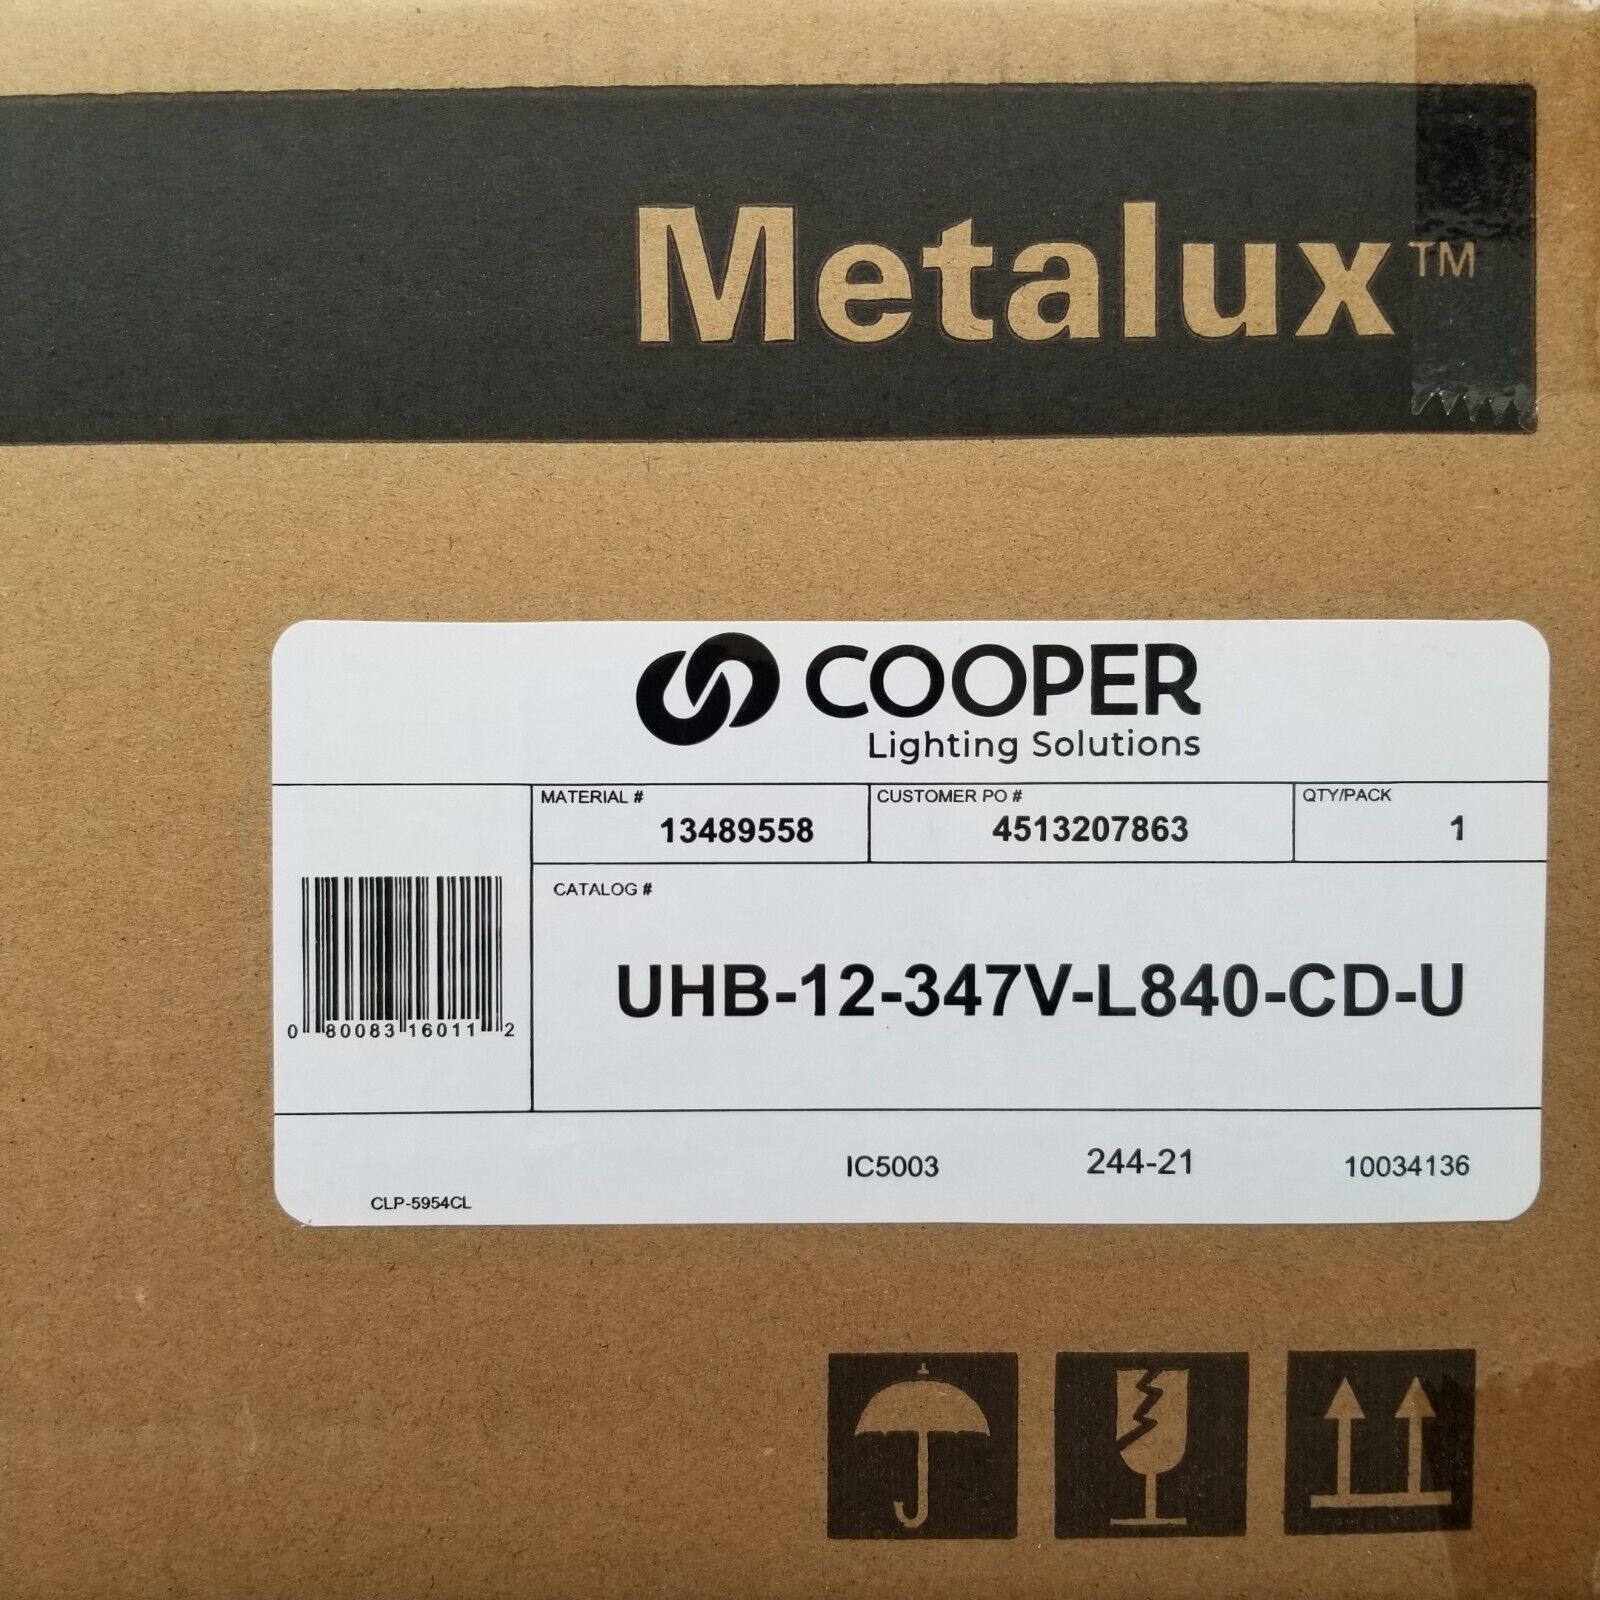 Metalux™
COOPER
Lighting Solutions
MATERIAL #
13489558
CUSTOMER PO #
4513207863
QTY/PACK
1
CATALOG #
UHB-12-347V-L840-CD-U
0 80083 16011 2
IC5003 244-21 10034136
CLP-5954CL